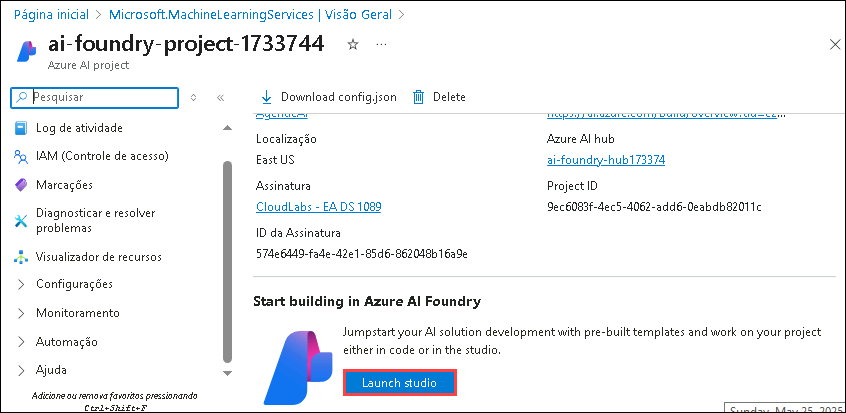 Página inicial > Microsoft.MachineLearningServices | Visão Geral >
ai-foundry-project-1733744
Azure AI project
Pesquisar
Log de atividade
IAM (Controle de acesso)
Marcações
Diagnosticar e resolver
problemas
Visualizador de recursos
Configurações
Monitoramento
Automação
Ajuda
Adicione ou remova favoritos pressionando
Ctrl+Shift+F
Download config.json
Delete
AgenticAI
Localização
Azure AI hub
East US
ai-foundry-hub173374
Assinatura
Project ID
CloudLabs - EA DS 1089
9ec6083f-4ec5-4062-add6-0eabdb82011c
ID da Assinatura
574e6449-fa4e-42e1-85d6-862048b16a9e
Start building in Azure AI Foundry
Jumpstart your AI solution development with pre-built templates and work on your project
either in code or in the studio.
Launch studio
Sunday, May 25, 2025